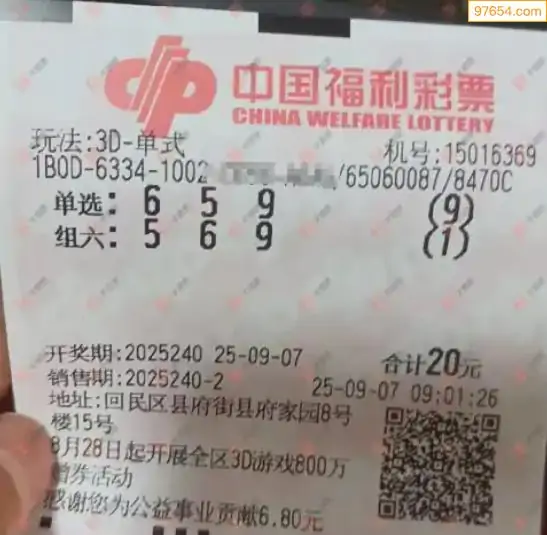 97654.com
中国福利彩票
CHINA WELFARE LOTTERY
玩法:3D-单式
机号:15016369
1B0D-6334-1002 /65060087/8470C
单选: 6 5 9 (9)
组六: 5 6 9 (1)
开奖期:2025240 25-09-07 合计20元
销售期:2025240-2 25-09-07 09:01:26
地址:回民区县府街县府家园8号
楼15号
8月28日起开展全区3D游戏800万
赠券活动
感谢您为公益事业贡献6.80元